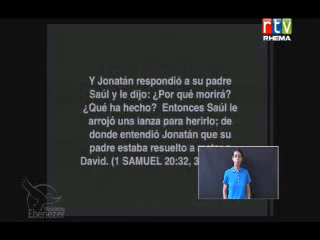 rtv
RHEMA
Y Jonatán respondió a su padre
Saúl y le dijo: ¿Por qué morirá?
¿Qué ha hecho? Entonces Saúl le
arrojó una lanza para herirlo; de
donde entendió Jonatán que su
padre estaba resuelto a
David. (1 SAMUEL 20:32, 3
Ebenezer